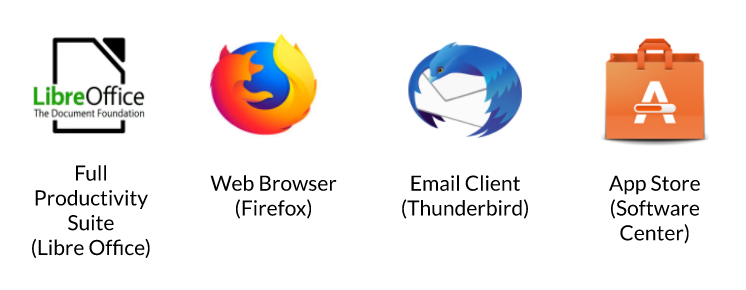 LibreOffice
The Document Foundation
Full
Productivity
Suite
(Libre Office)
Web Browser
(Firefox)
Email Client
(Thunderbird)
A
App Store
(Software
Center)